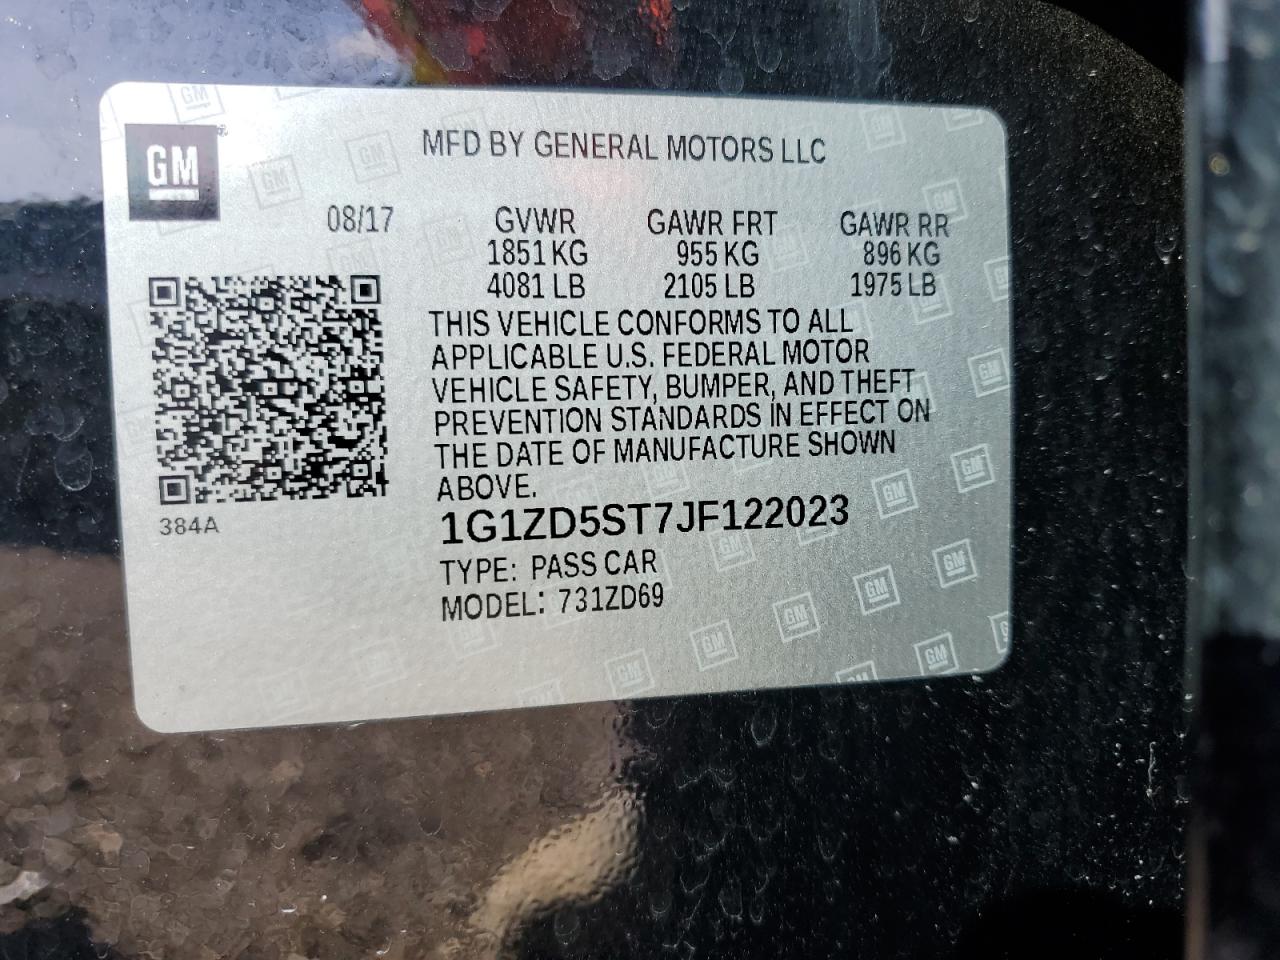 GM
MFD BY GENERAL MOTORS LLC
08/17 GVWR GAWR FRT GAWR RR
1851 KG 955 KG 896 KG
4081 LB 2105 LB 1975 LB
THIS VEHICLE CONFORMS TO ALL
APPLICABLE U.S. FEDERAL MOTOR
VEHICLE SAFETY, BUMPER, AND THEFT
PREVENTION STANDARDS IN EFFECT ON
THE DATE OF MANUFACTURE SHOWN
ABOVE.
384A
1G1ZD5ST7JF122023
TYPE: PASS CAR
MODEL: 731ZD69